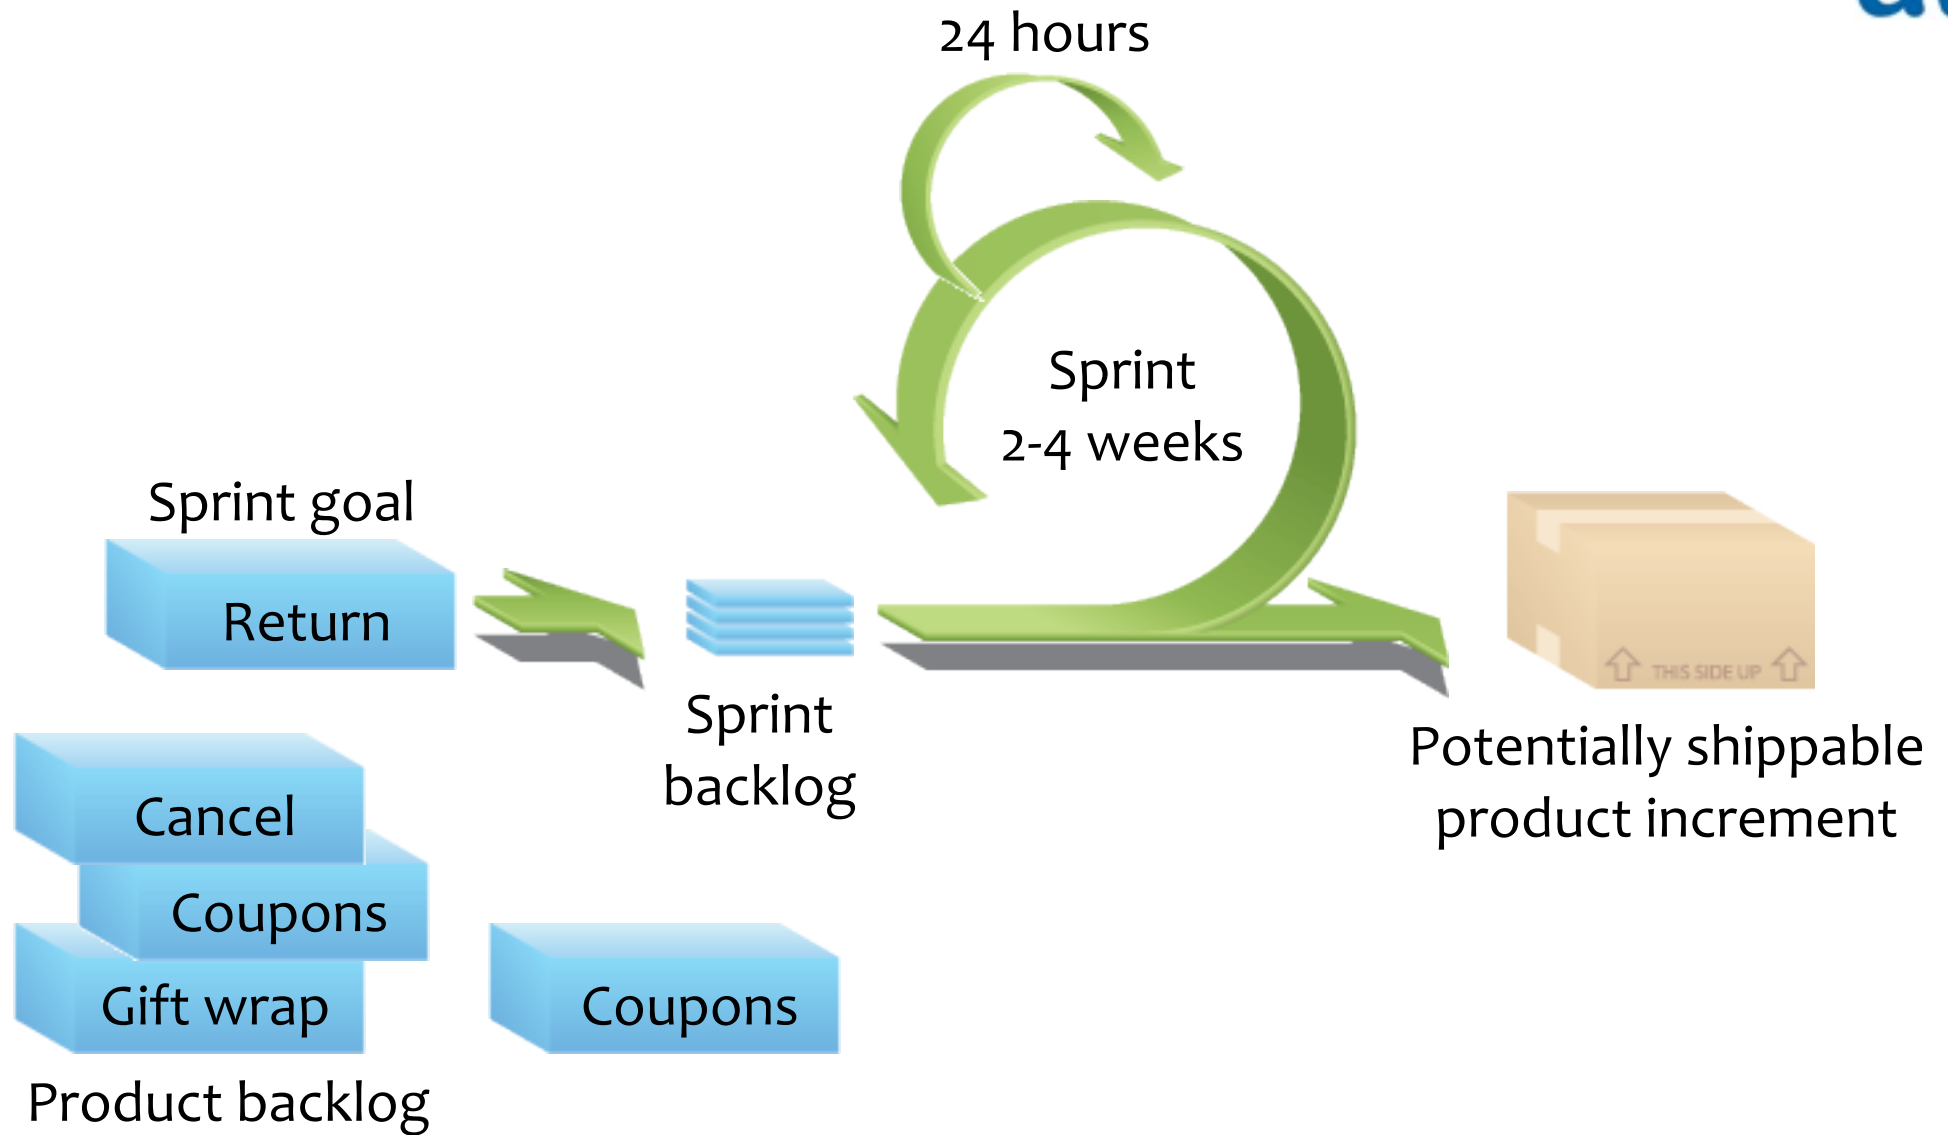 24 hours
Sprint
2-4 weeks
Sprint goal
Return
Sprint
backlog
THIS SIDE UP
Potentially shippable
product increment
Cancel
Coupons
Gift wrap
Coupons
Product backlog